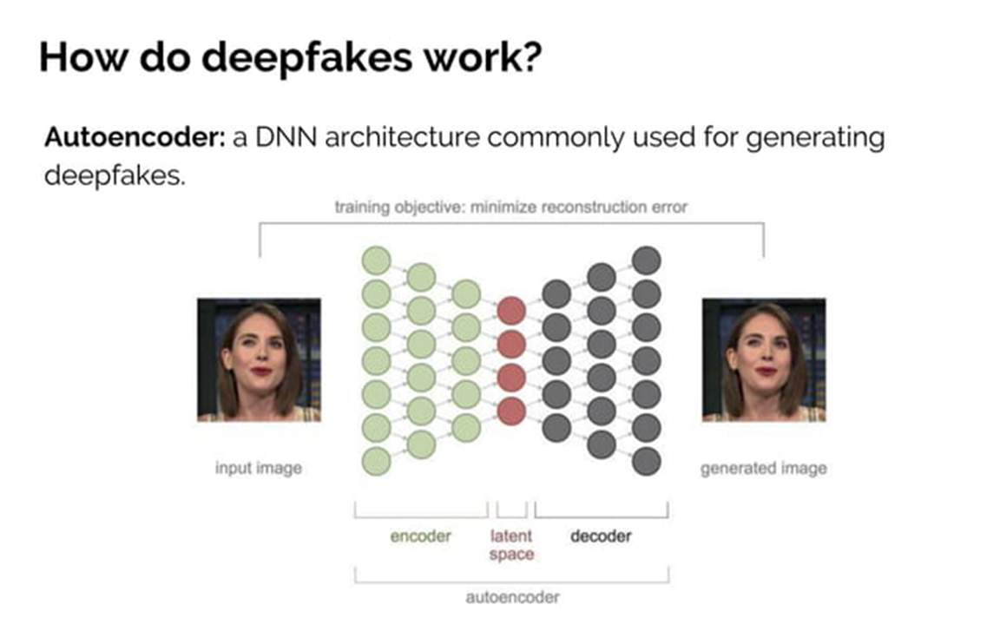 How do deepfakes work?
Autoencoder: a DNN architecture commonly used for generating
deepfakes.
training objective: minimize reconstruction error
input image
generated image
encoder
latent
space
decoder
autoencoder